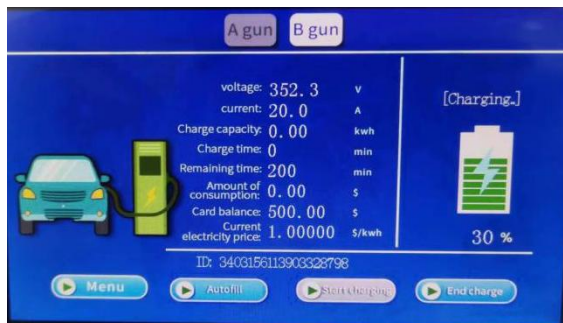 A gun B gun
voltage: 352.3 V
current: 20.0 A
[Charging..]
Charge capacity: 0.00 kwh
Charge time: 0 min
Remaining time: 200 min
Amount of consumption: 0.00 $
Card balance: 500.00 $
Current electricity price: 1.00000 $/kwh
30 %
ID: 3403156113903328798
Menu Autofill Start charging End charge